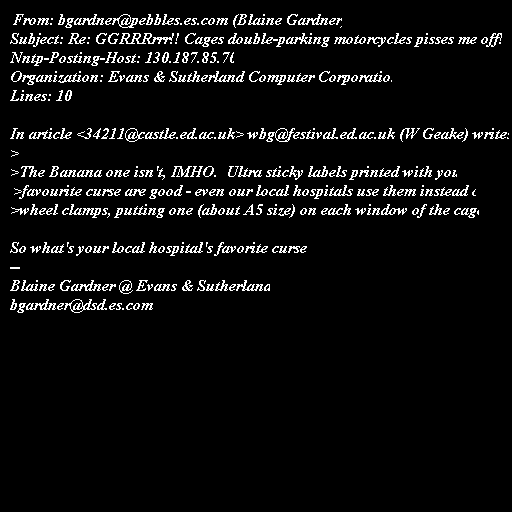 From: bgardner@pebbles.es.com (Blaine Gardner)
Subject: Re: GGRRRrrr!! Cages double-parking motorcycles pisses me off!
Nntp-Posting-Host: 130.187.85.70
Organization: Evans & Sutherland Computer Corporation
Lines: 10

In article <34211@castle.ed.ac.uk> wbg@festival.ed.ac.uk (W Geake) writes:
>
>The Banana one isn't, IMHO.  Ultra sticky labels printed with your
>favourite curse are good - even our local hospitals use them instead o
>wheel clamps, putting one (about A5 size) on each window of the cage

So what's your local hospital's favorite curse
--
Blaine Gardner @ Evans & Sutherland
bgardner@dsd.es.com